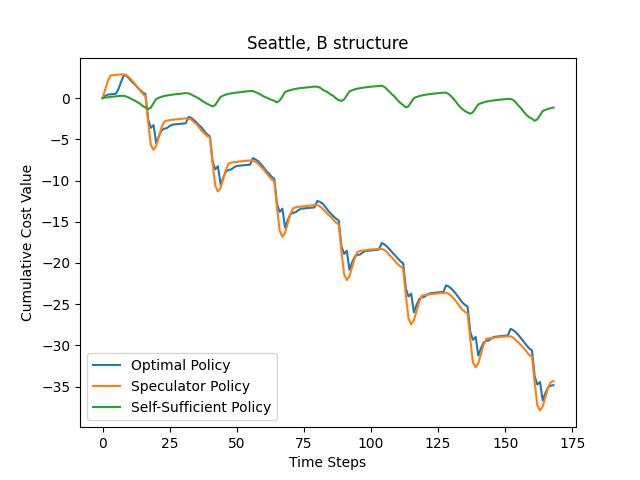 Seattle, B structure
Cumulative Cost Value
0
−5
−10
−15
−20
−25
−30
−35
Optimal Policy
Speculator Policy
Self-Sufficient Policy
0 25 50 75 100 125 150 175
Time Steps